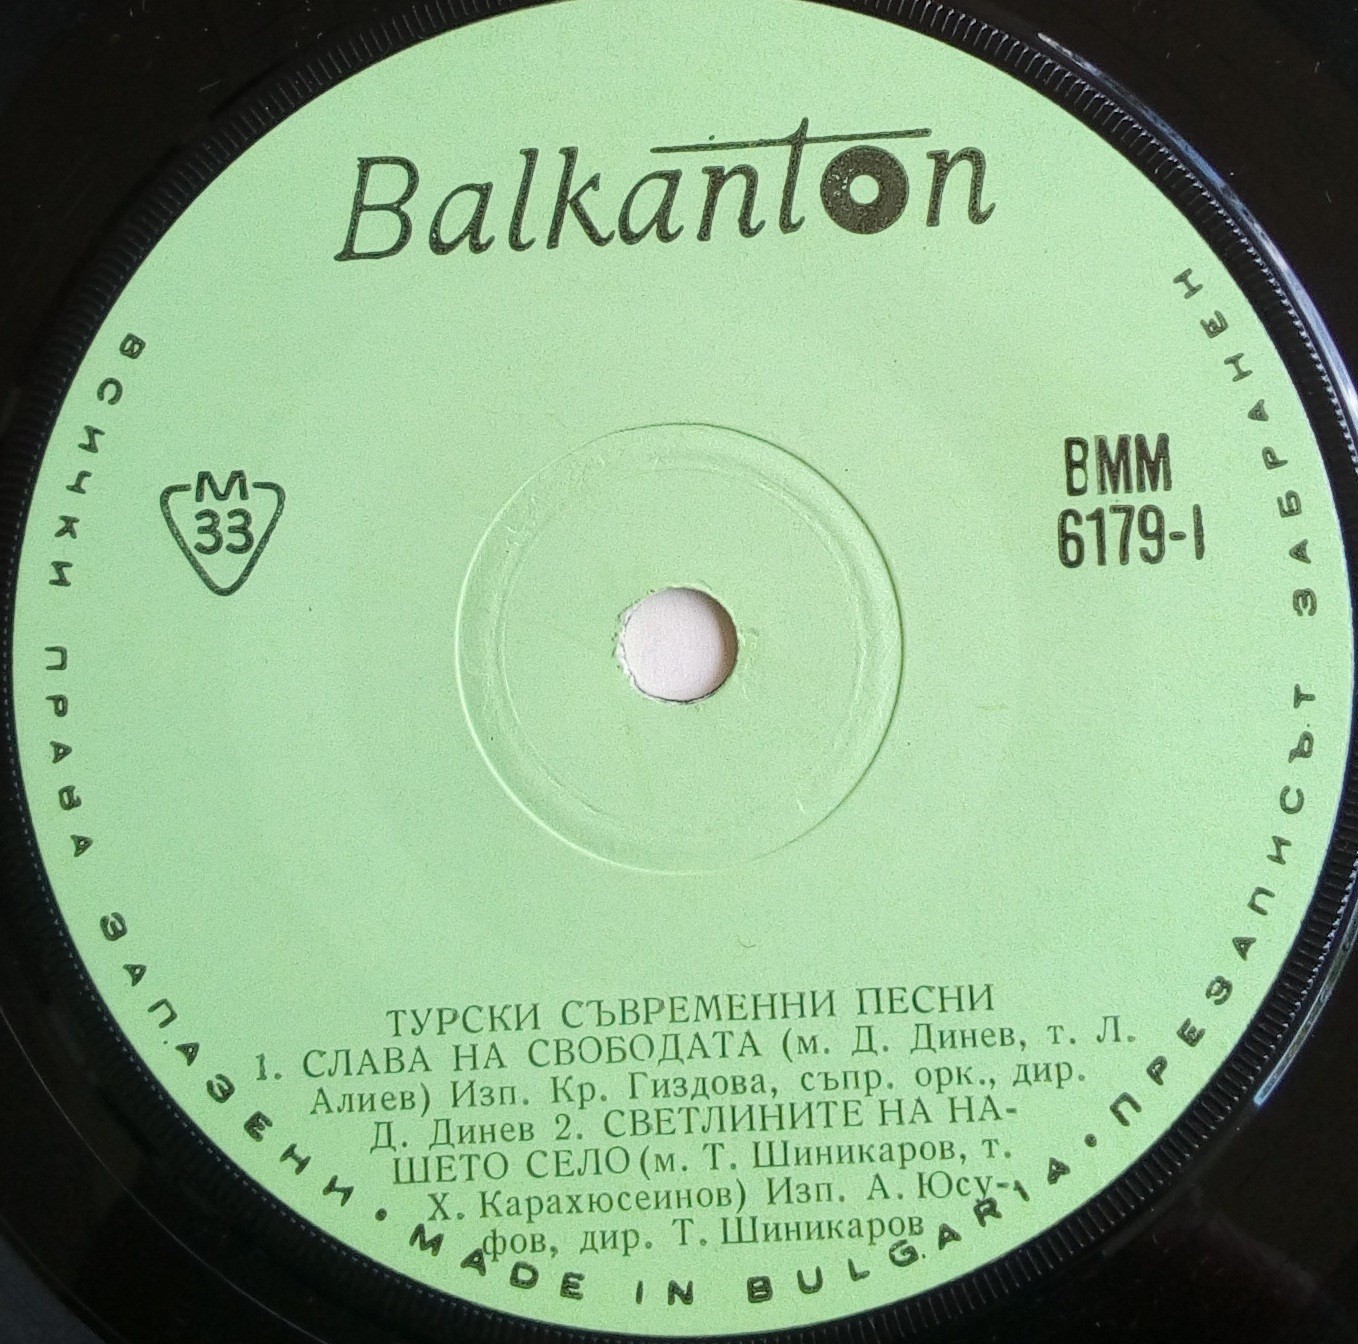 Balkanton
M
33
ВММ
6179-I
ТУРСКИ СЪВРЕМЕННИ ПЕСНИ
1. СЛАВА НА СВОБОДАТА (м. Д. Динев, т. Л.
Алиев) Изп. Кр. Гиздова, съпр. орк., дир.
Д. Динев 2. СВЕТЛИНИТЕ НА НА-
ШЕТО СЕЛО (м. Т. Шиникаров, т.
Х. Карахюсеинов) Изп. А. Юсу-
фов, дир. Т. Шиникаров
ВСИЧКИ ПРАВА ЗАПАЗЕНИ • MADE IN BULGARIA • ПРЕЗАПИСЪТ ЗАБРАНЕН